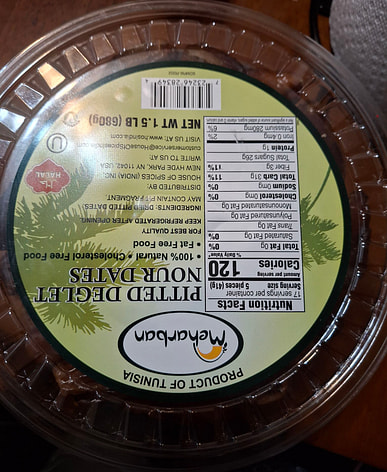 PRODUCT OF TUNISIA
Meharban
PITTED DEGLET
NOUR DATES
• 100% Natural • Cholesterol Free Food
• Fat Free Food
FOR BEST QUALITY,
KEEP REFRIGERATED AFTER OPENING
INGREDIENTS: DRIED PITTED DATES
MAY CONTAIN: PIT FRAGMENT.
DISTRIBUTED BY:
HOUSE OF SPICES (INDIA) INC.
NEW HYDE PARK, NY 11042, USA
WRITE TO US AT:
VISIT US AT: www.hosindia.com
NET WT 1.5 LB (680g)
HALAL
U
Nutrition Facts
17 servings per container
Serving size 5 pieces (41g)
Amount per serving
Calories 120
% Daily Value*
Total Fat 0g 0%
Saturated Fat 0g 0%
Trans Fat 0g
Polyunsaturated Fat 0g
Monounsaturated Fat 0g
Cholesterol 0mg 0%
Sodium 0mg 0%
Total Carb 31g 11%
Fiber 3g 11%
Total Sugar 26g
Protein 1g
Iron 0.4mg 2%
Potassium 280mg 6%